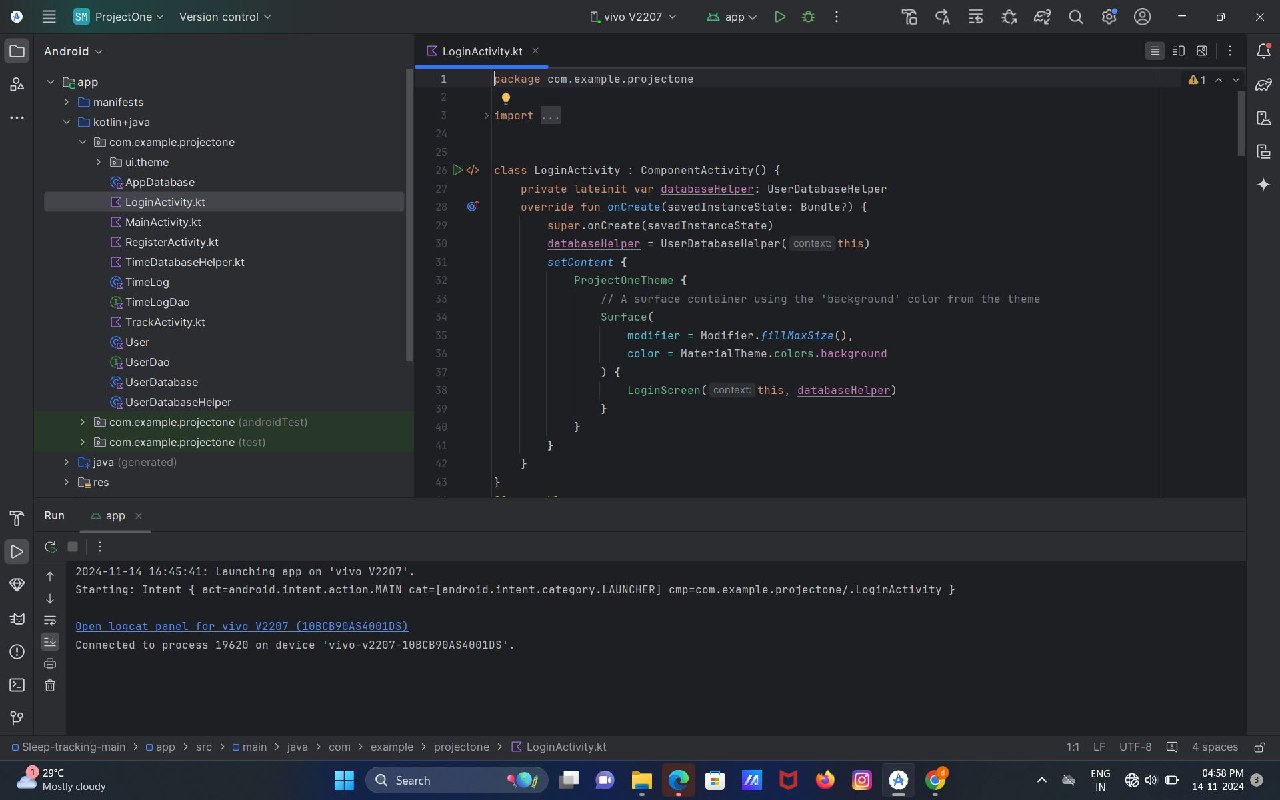 SM ProjectOne Version control vivo V2207 app
Android
app
manifests
kotlin+java
com.example.projectone
ui.theme
AppDatabase
LoginActivity.kt
MainActivity.kt
RegisterActivity.kt
TimeDatabaseHelper.kt
TimeLog
TimeLogDao
TrackActivity.kt
User
UserDao
UserDatabase
UserDatabaseHelper
com.example.projectone (androidTest)
com.example.projectone (test)
java (generated)
res
LoginActivity.kt
1 package com.example.projectone
1
2
3 import ...
24
25
26 class LoginActivity : ComponentActivity() {
27 private lateinit var databaseHelper: UserDatabaseHelper
28 override fun onCreate(savedInstanceState: Bundle?) {
29 super.onCreate(savedInstanceState)
30 databaseHelper = UserDatabaseHelper( context: this)
31 setContent {
32 ProjectOneTheme {
33 // A surface container using the 'background' color from the theme
34 Surface(
35 modifier = Modifier.fillMaxSize(),
36 color = MaterialTheme.colors.background
37 ) {
38 LoginScreen( context: this, databaseHelper)
39 }
40 }
41 }
42 }
43 }
Run app
2024-11-14 16:45:41: Launching app on 'vivo V2207'.
Starting: Intent { act=android.intent.action.MAIN cat=[android.intent.category.LAUNCHER] cmp=com.example.projectone/.LoginActivity }
Open logcat panel for vivo V2207 (10BCB90AS4001DS)
Connected to process 19620 on device 'vivo-v2207-10BCB90AS4001DS'.
Sleep-tracking-main > app > src > main > java > com > example > projectone > LoginActivity.kt 1:1 LF UTF-8 4 spaces
1
29°C
Mostly cloudy
Search
ENG
IN
04:58 PM
14-11-2024
3